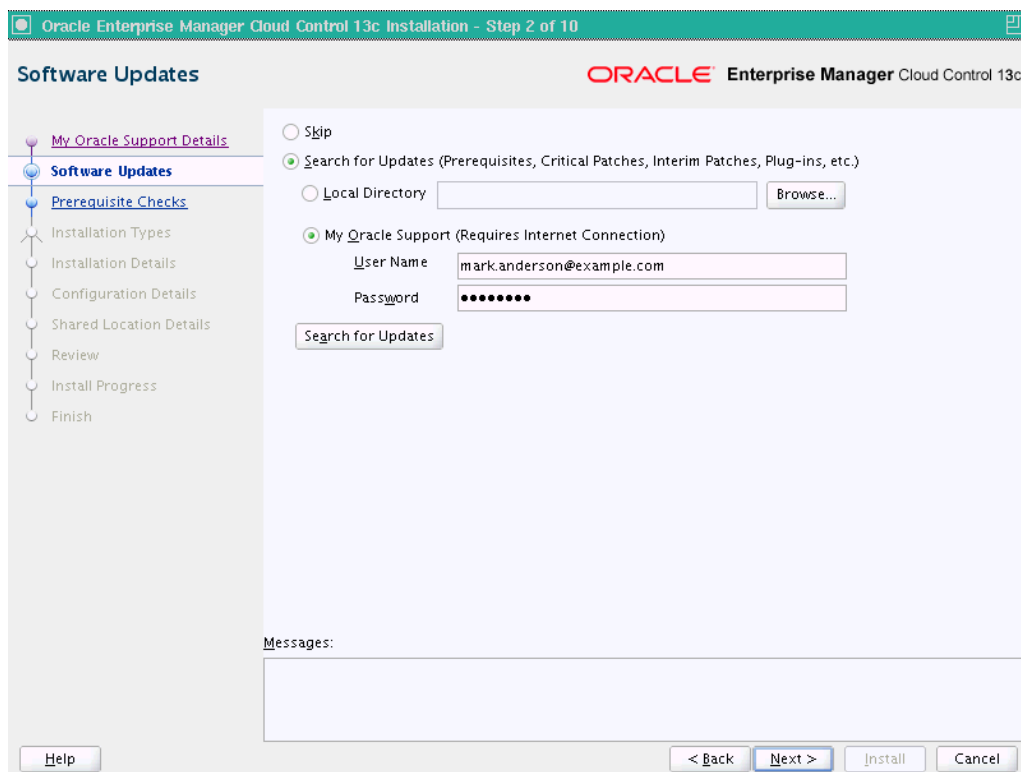 Oracle Enterprise Manager Cloud Control 13c Installation - Step 2 of 10
Software Updates
ORACLE Enterprise Manager Cloud Control 13c
My Oracle Support Details
Software Updates
Prerequisite Checks
Installation Types
Installation Details
Configuration Details
Shared Location Details
Review
Install Progress
Finish
Skip
Search for Updates (Prerequisites, Critical Patches, Interim Patches, Plug-ins, etc.)
Local Directory
Browse...
My Oracle Support (Requires Internet Connection)
User Name mark.anderson@example.com
Password ••••••••
Search for Updates
Messages:
Help < Back Next > Install Cancel